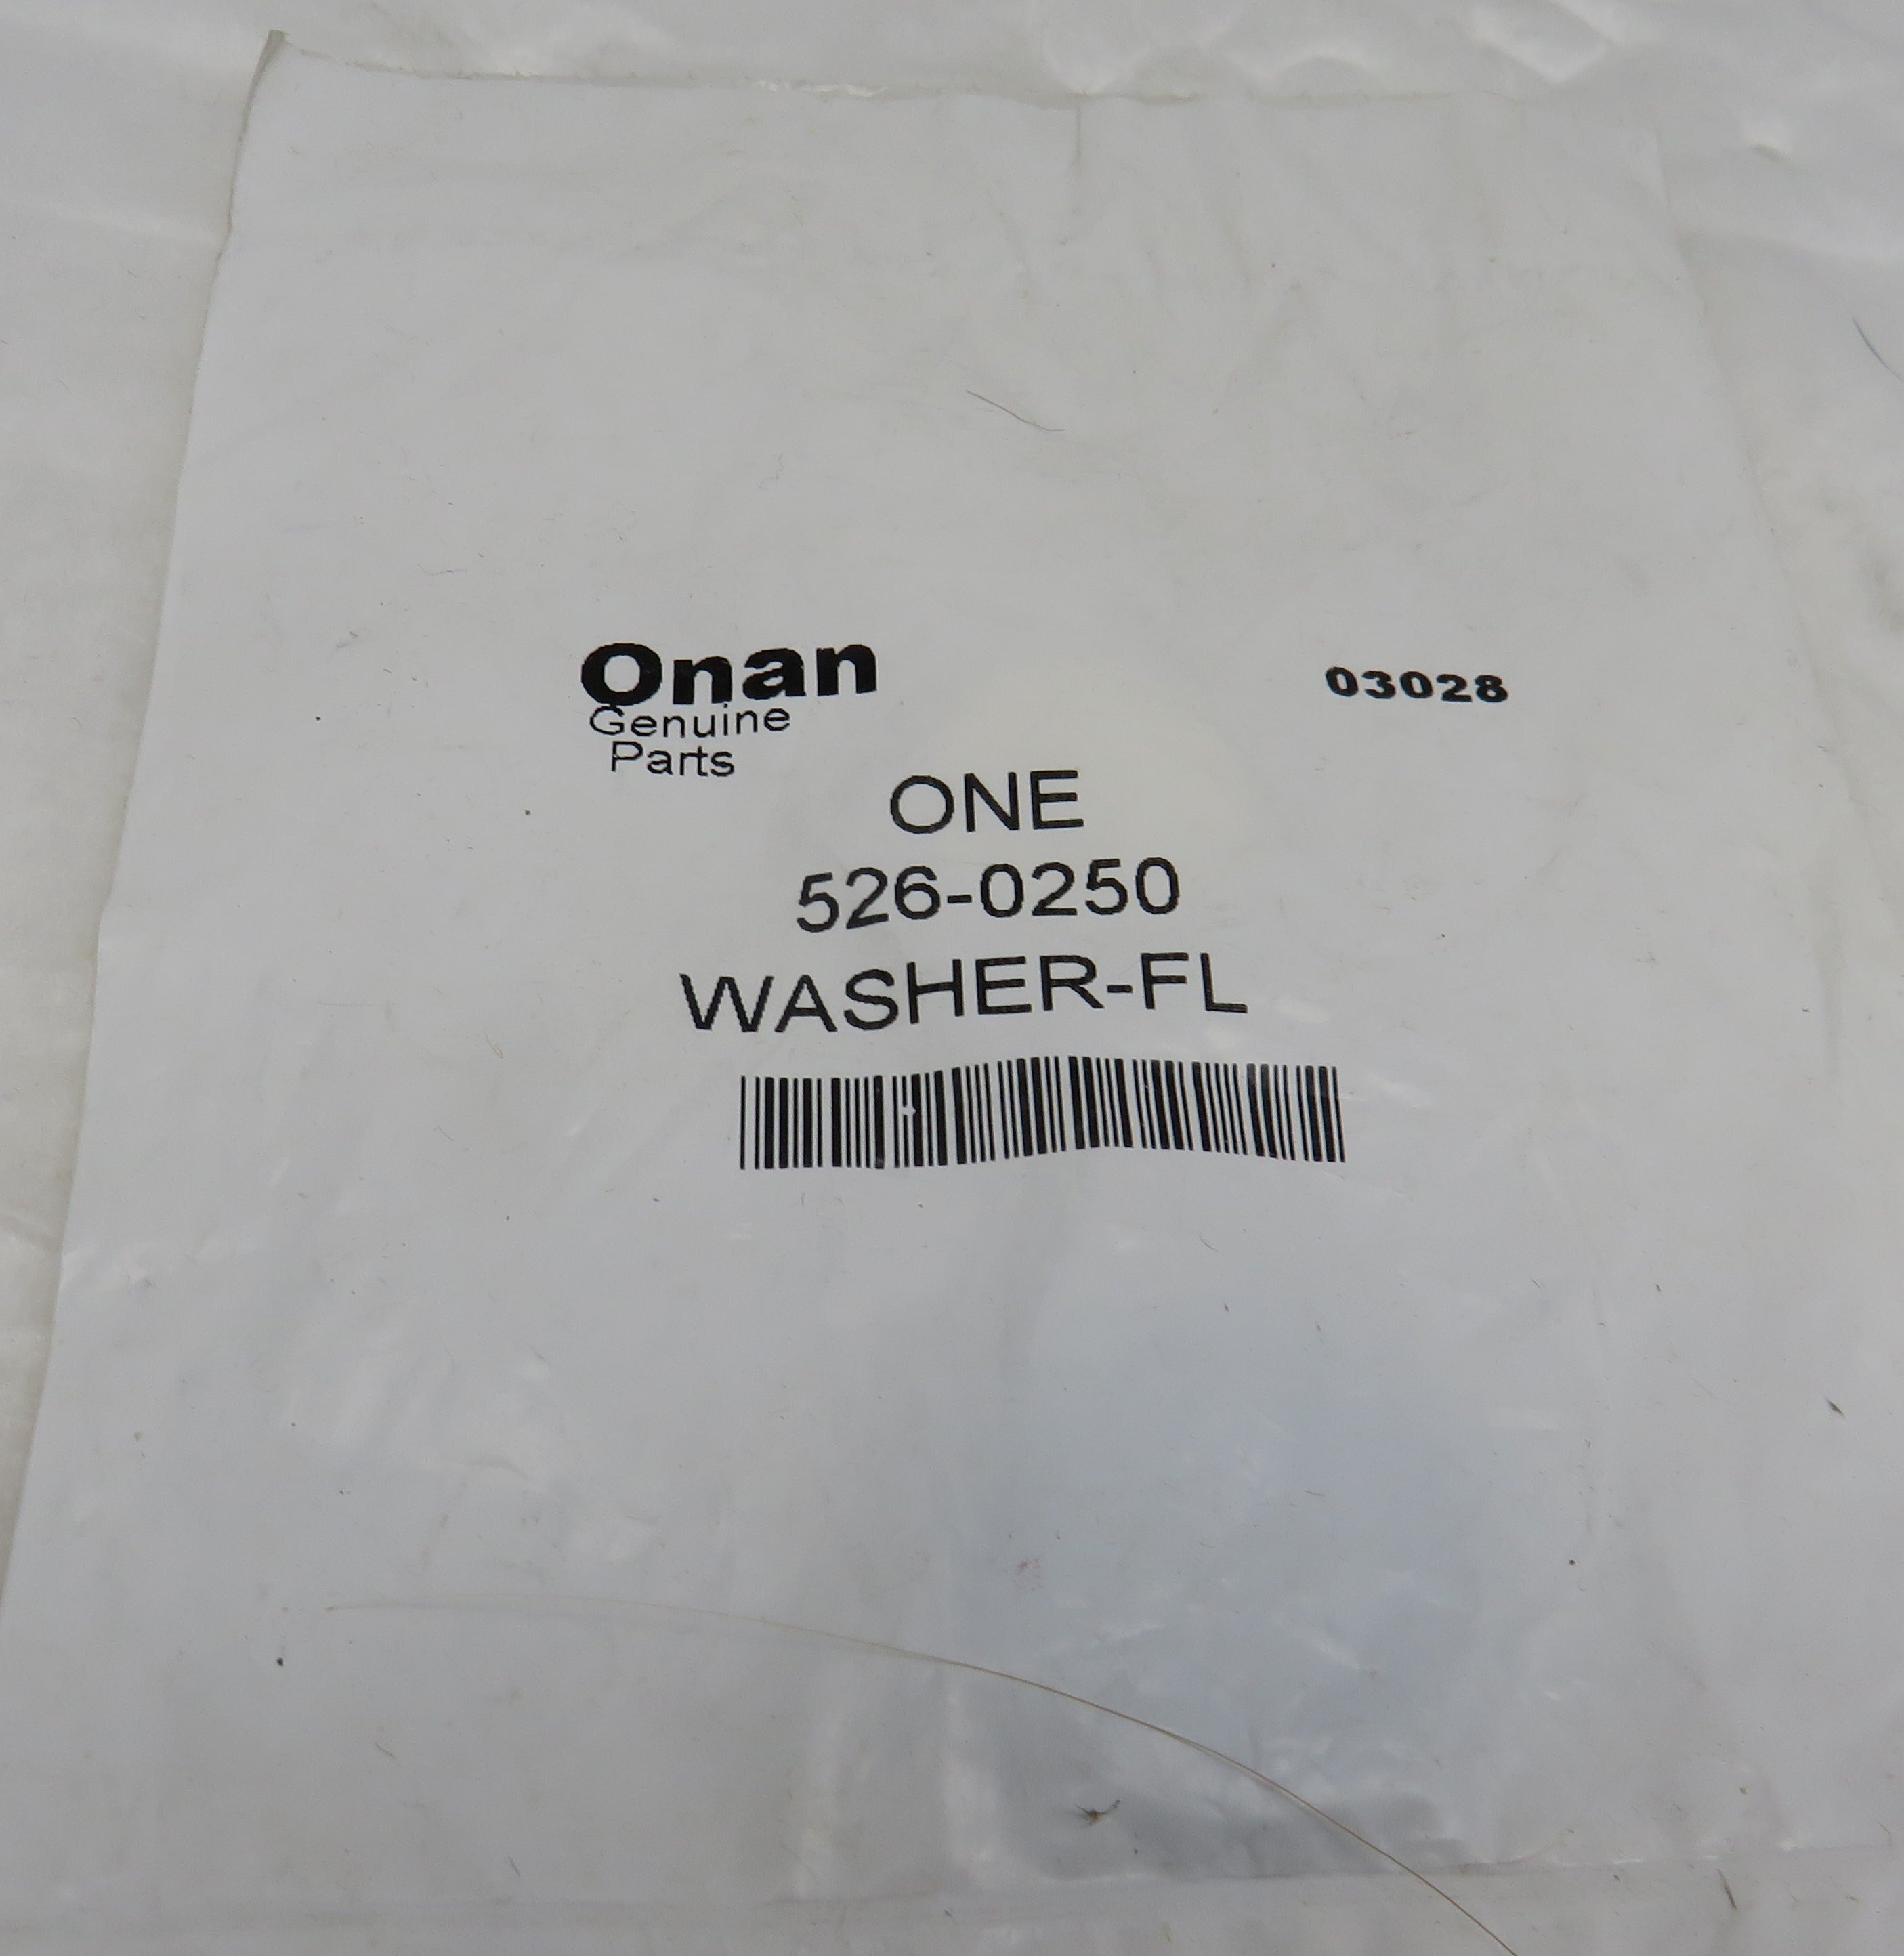 Onan
Genuine
Parts
03028
ONE
526-0250
WASHER-FL